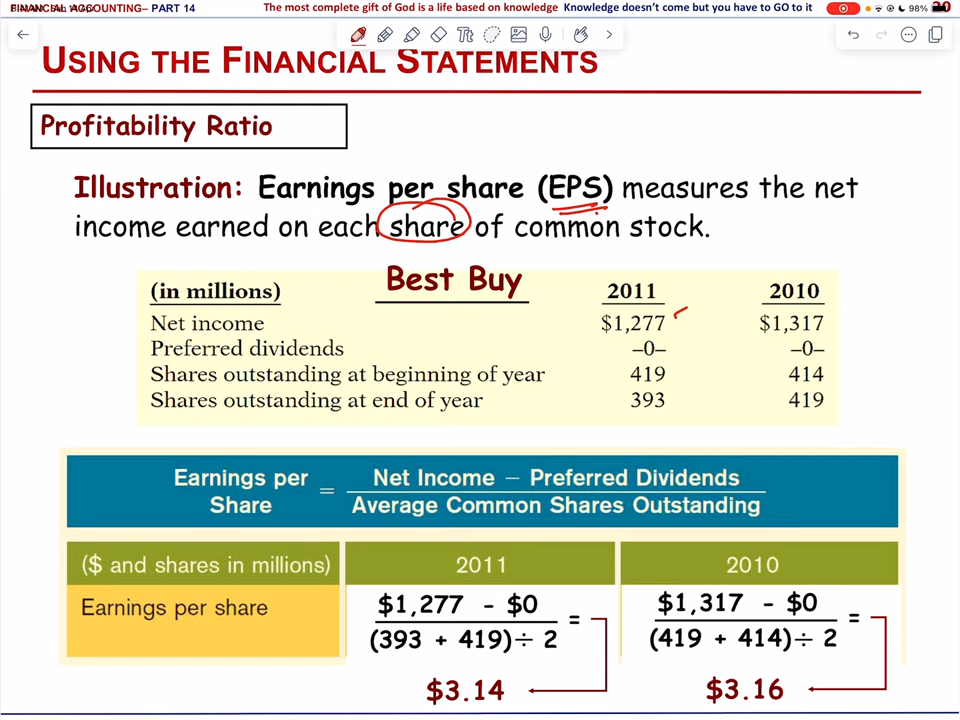 FINANCIAL ACCOUNTING– PART 14
The most complete gift of God is a life based on knowledge Knowledge doesn't come but you have to GO to it
98%
USING THE FINANCIAL STATEMENTS
Profitability Ratio
Illustration: Earnings per share (EPS) measures the net
income earned on each share of common stock.
Best Buy
(in millions) 2011 2010
Net income $1,277 $1,317
Preferred dividends –0– –0–
Shares outstanding at beginning of year 419 414
Shares outstanding at end of year 393 419
Earnings per Share = Net Income – Preferred Dividends
Average Common Shares Outstanding
($ and shares in millions) 2011 2010
Earnings per share $1,277 - $0 = $1,317 - $0 =
(393 + 419) ÷ 2 (419 + 414) ÷ 2
$3.14 $3.16